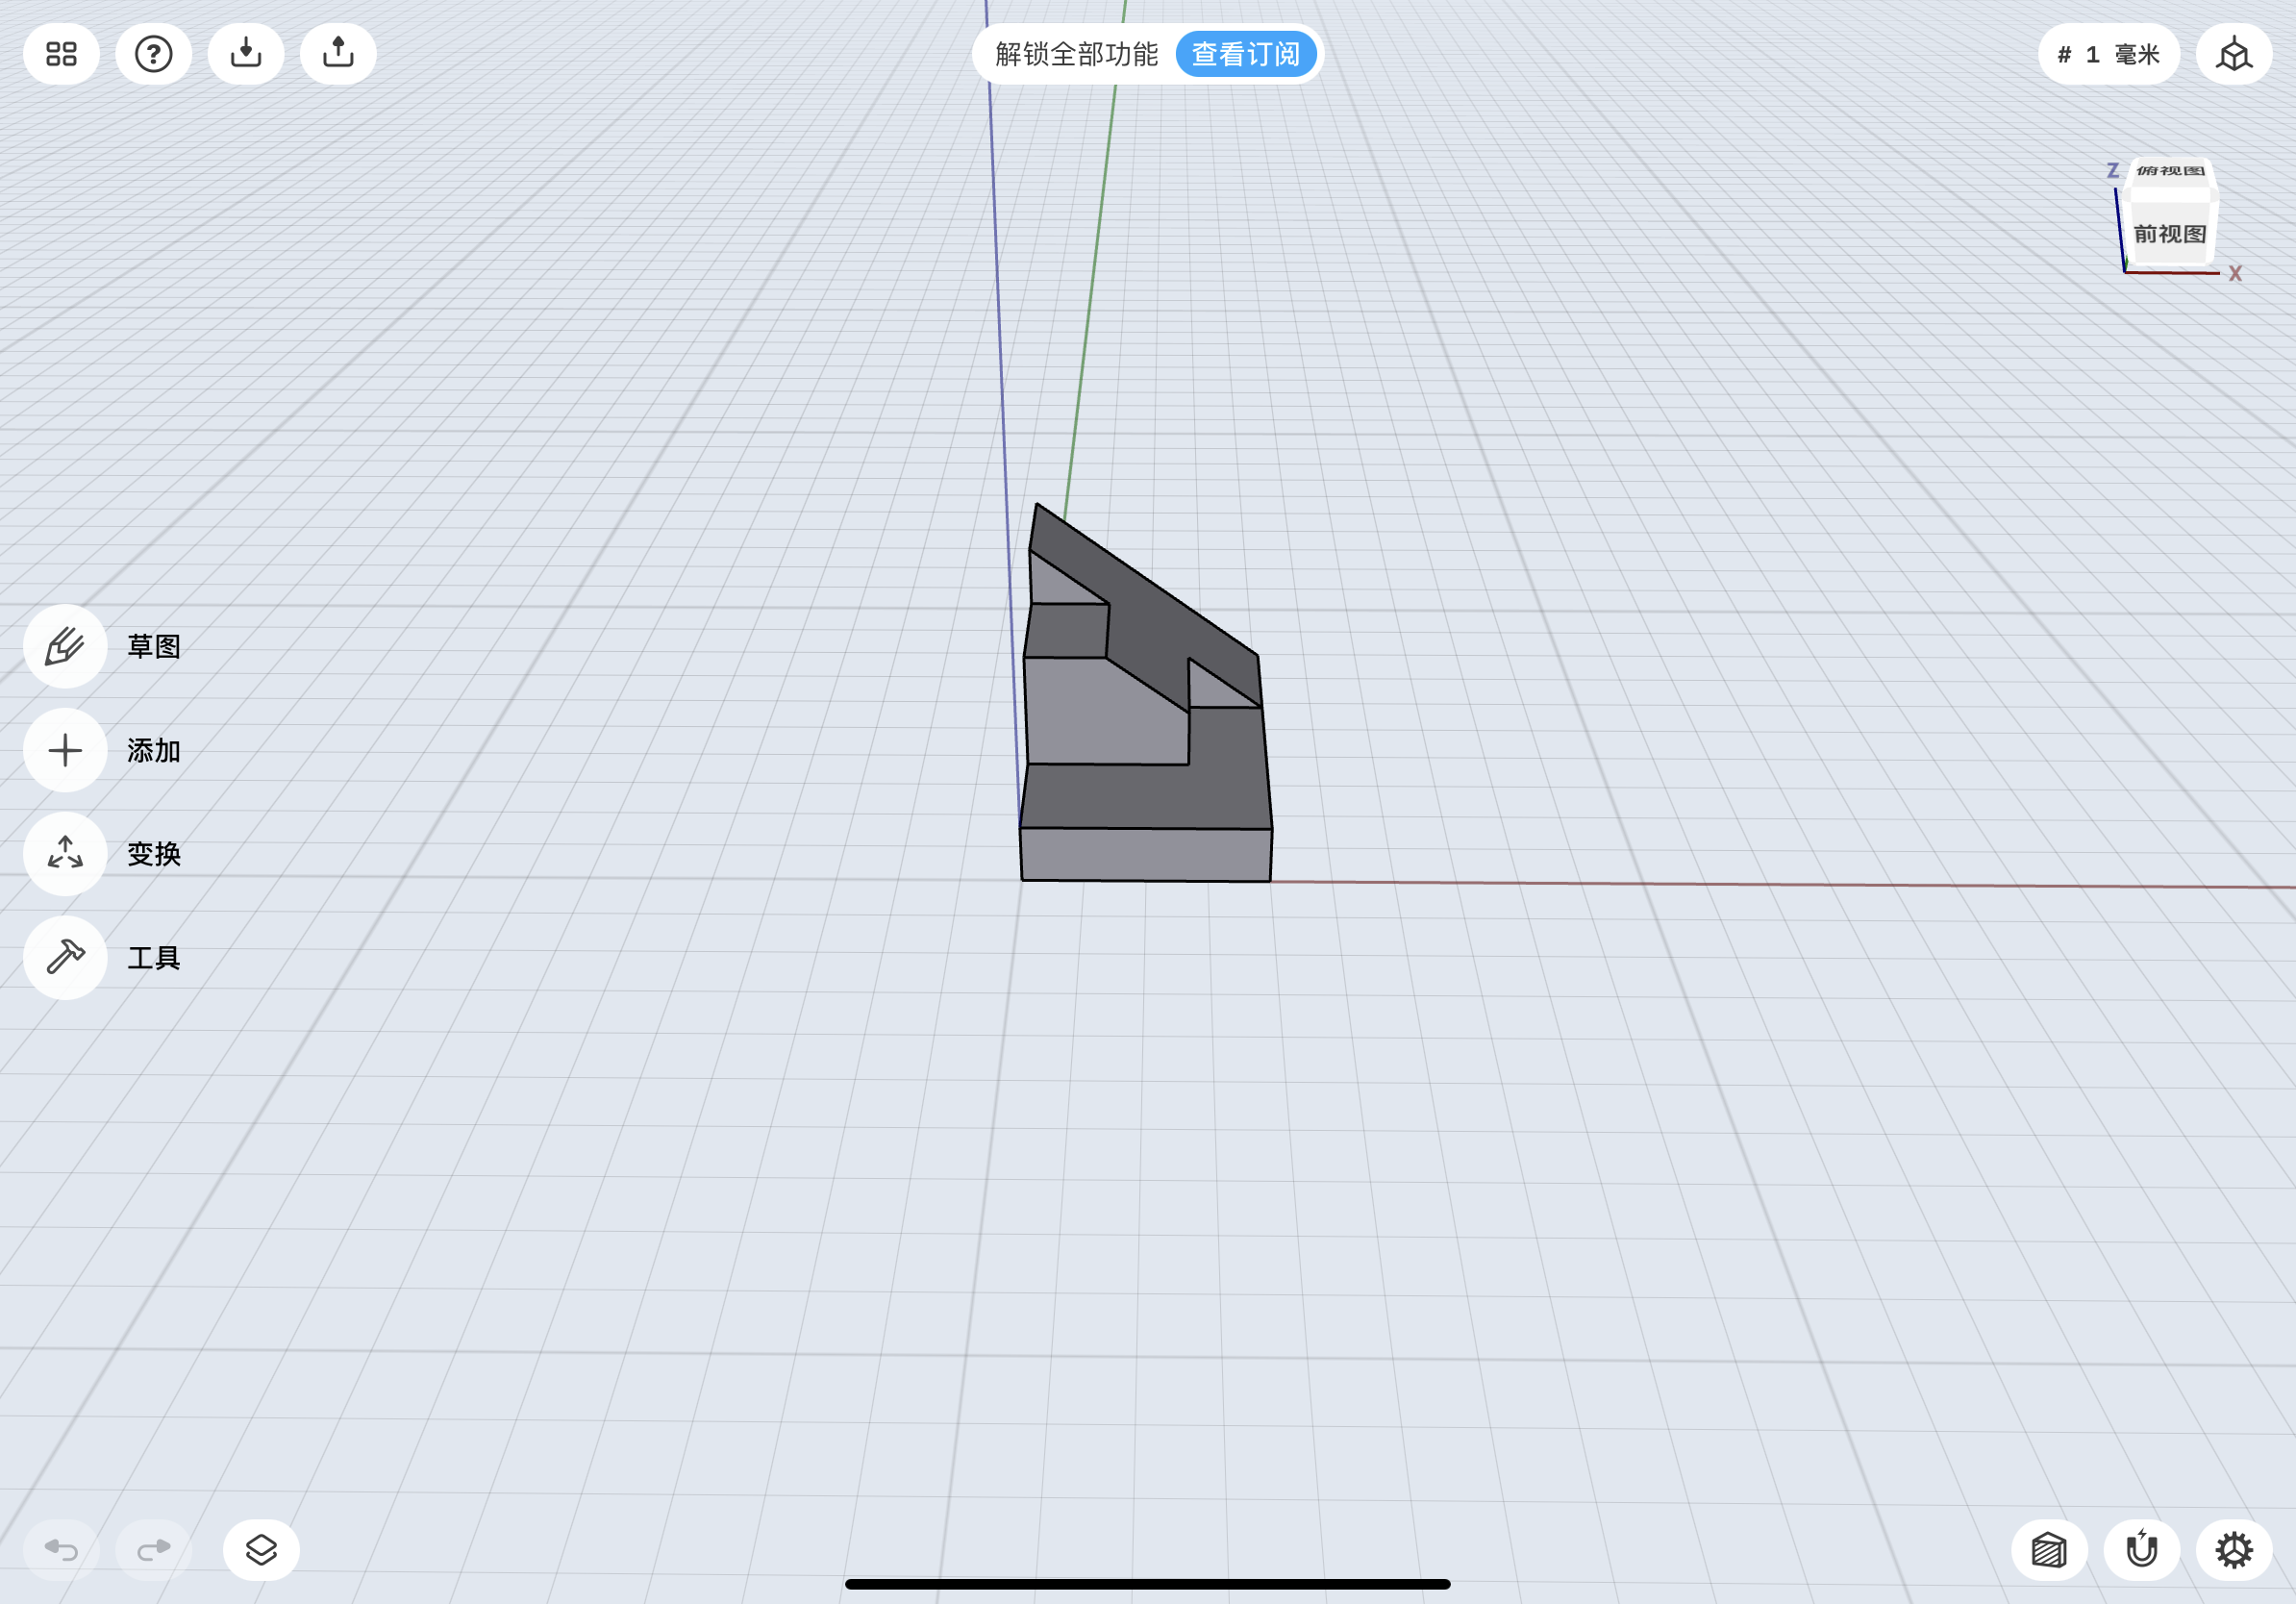 解锁全部功能 查看订阅
# 1 毫米
Z
俯视图
前视图
X
草图
添加
变换
工具